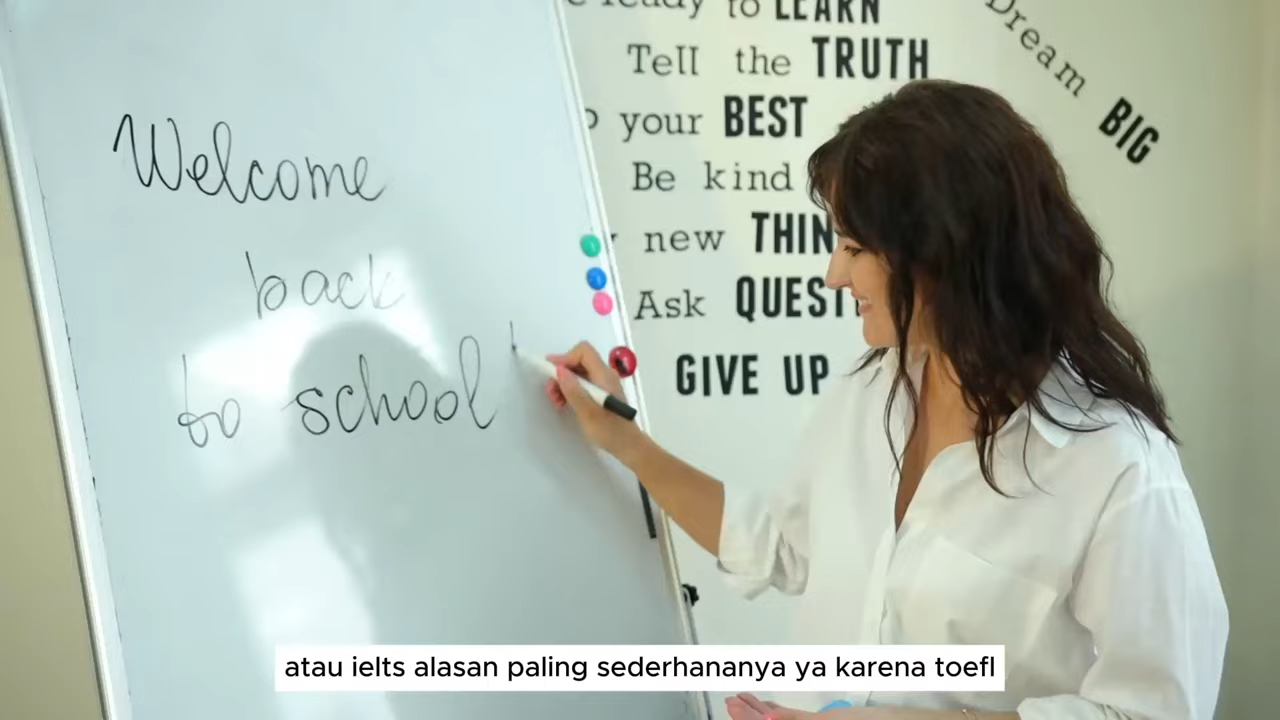 Welcome
back
to school
ready to LEARN
Tell the TRUTH
your BEST
Be kind
new THIN
Ask QUEST
GIVE UP
Dream BIG
atau ielts alasan paling sederhananya ya karena toefl